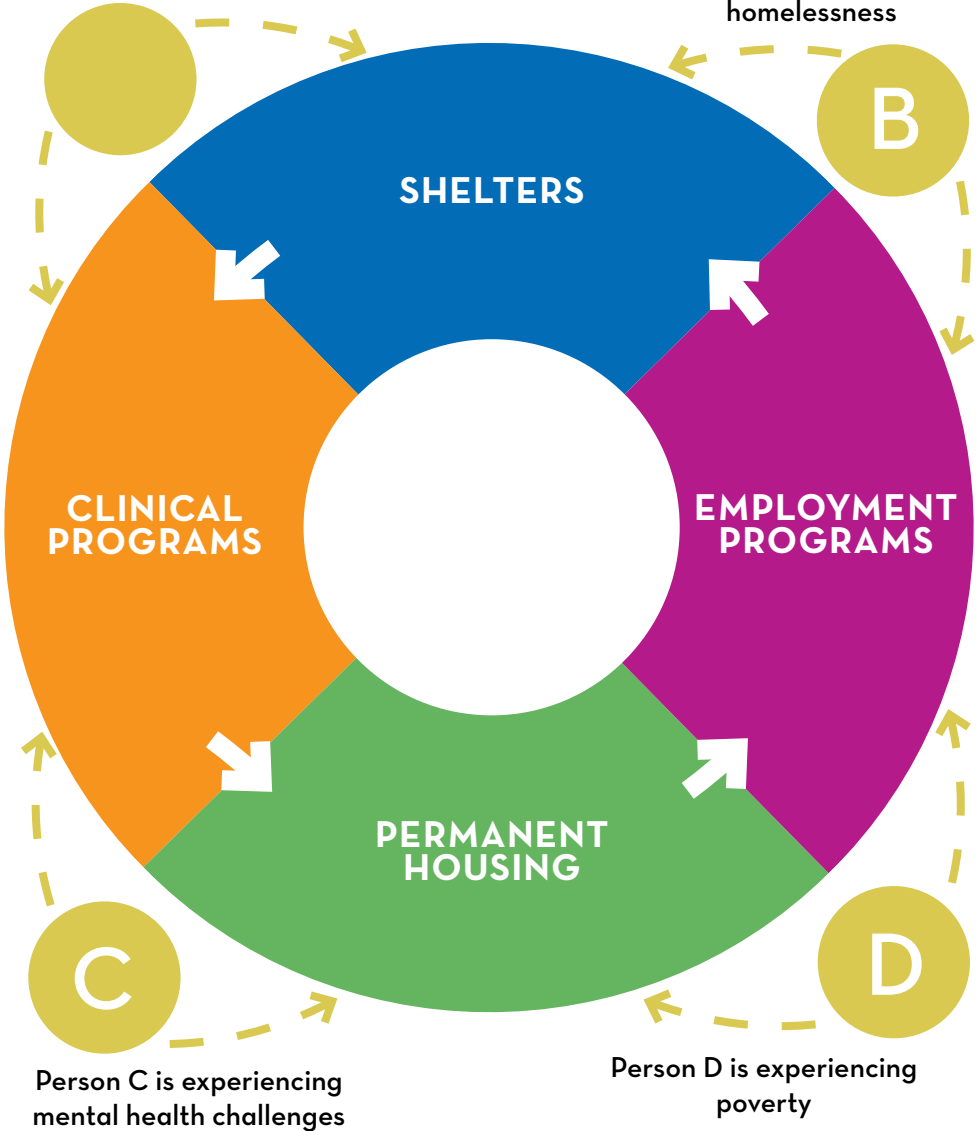 homelessness
B
SHELTERS
CLINICAL
PROGRAMS
EMPLOYMENT
PROGRAMS
PERMANENT
HOUSING
C
D
Person C is experiencing
mental health challenges
Person D is experiencing
poverty